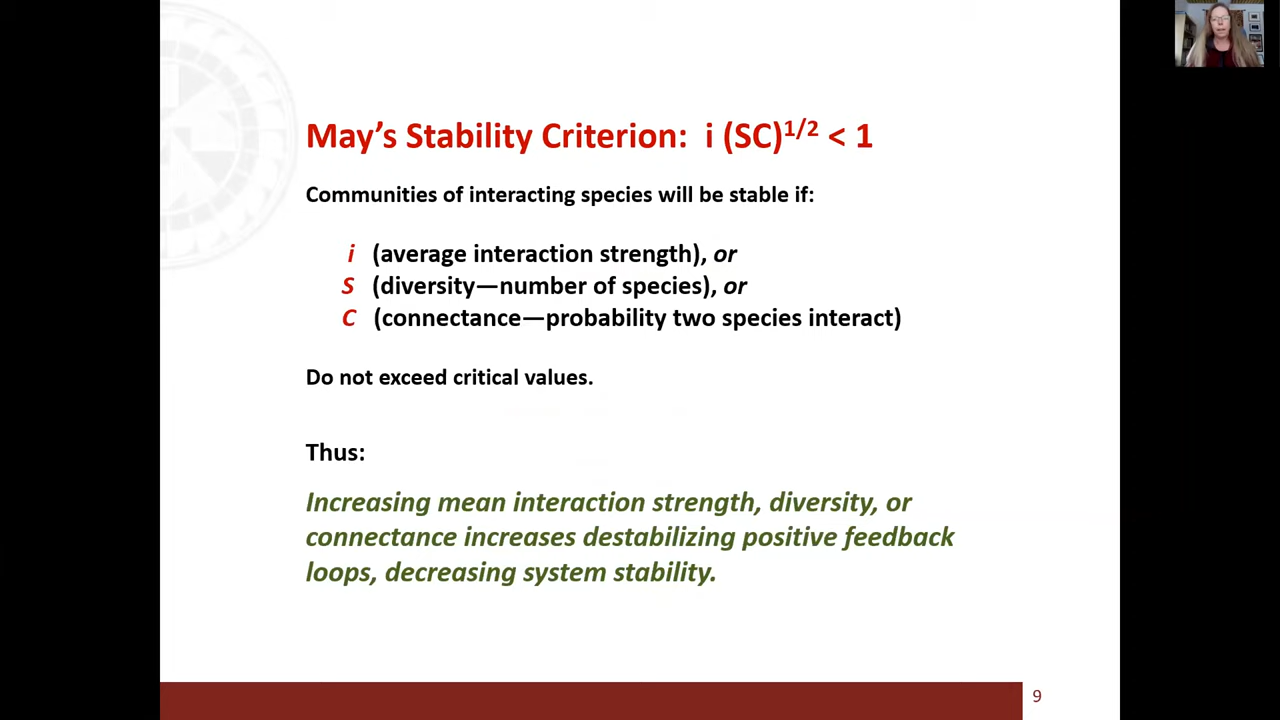 May’s Stability Criterion:  i (SC)1/2 < 1
Communities of interacting species will be stable if:
i (average interaction strength), or
S (diversity—number of species), or
C (connectance—probability two species interact)
Do not exceed critical values.
Thus:
Increasing mean interaction strength, diversity, or
connectance increases destabilizing positive feedback
loops, decreasing system stability.
9